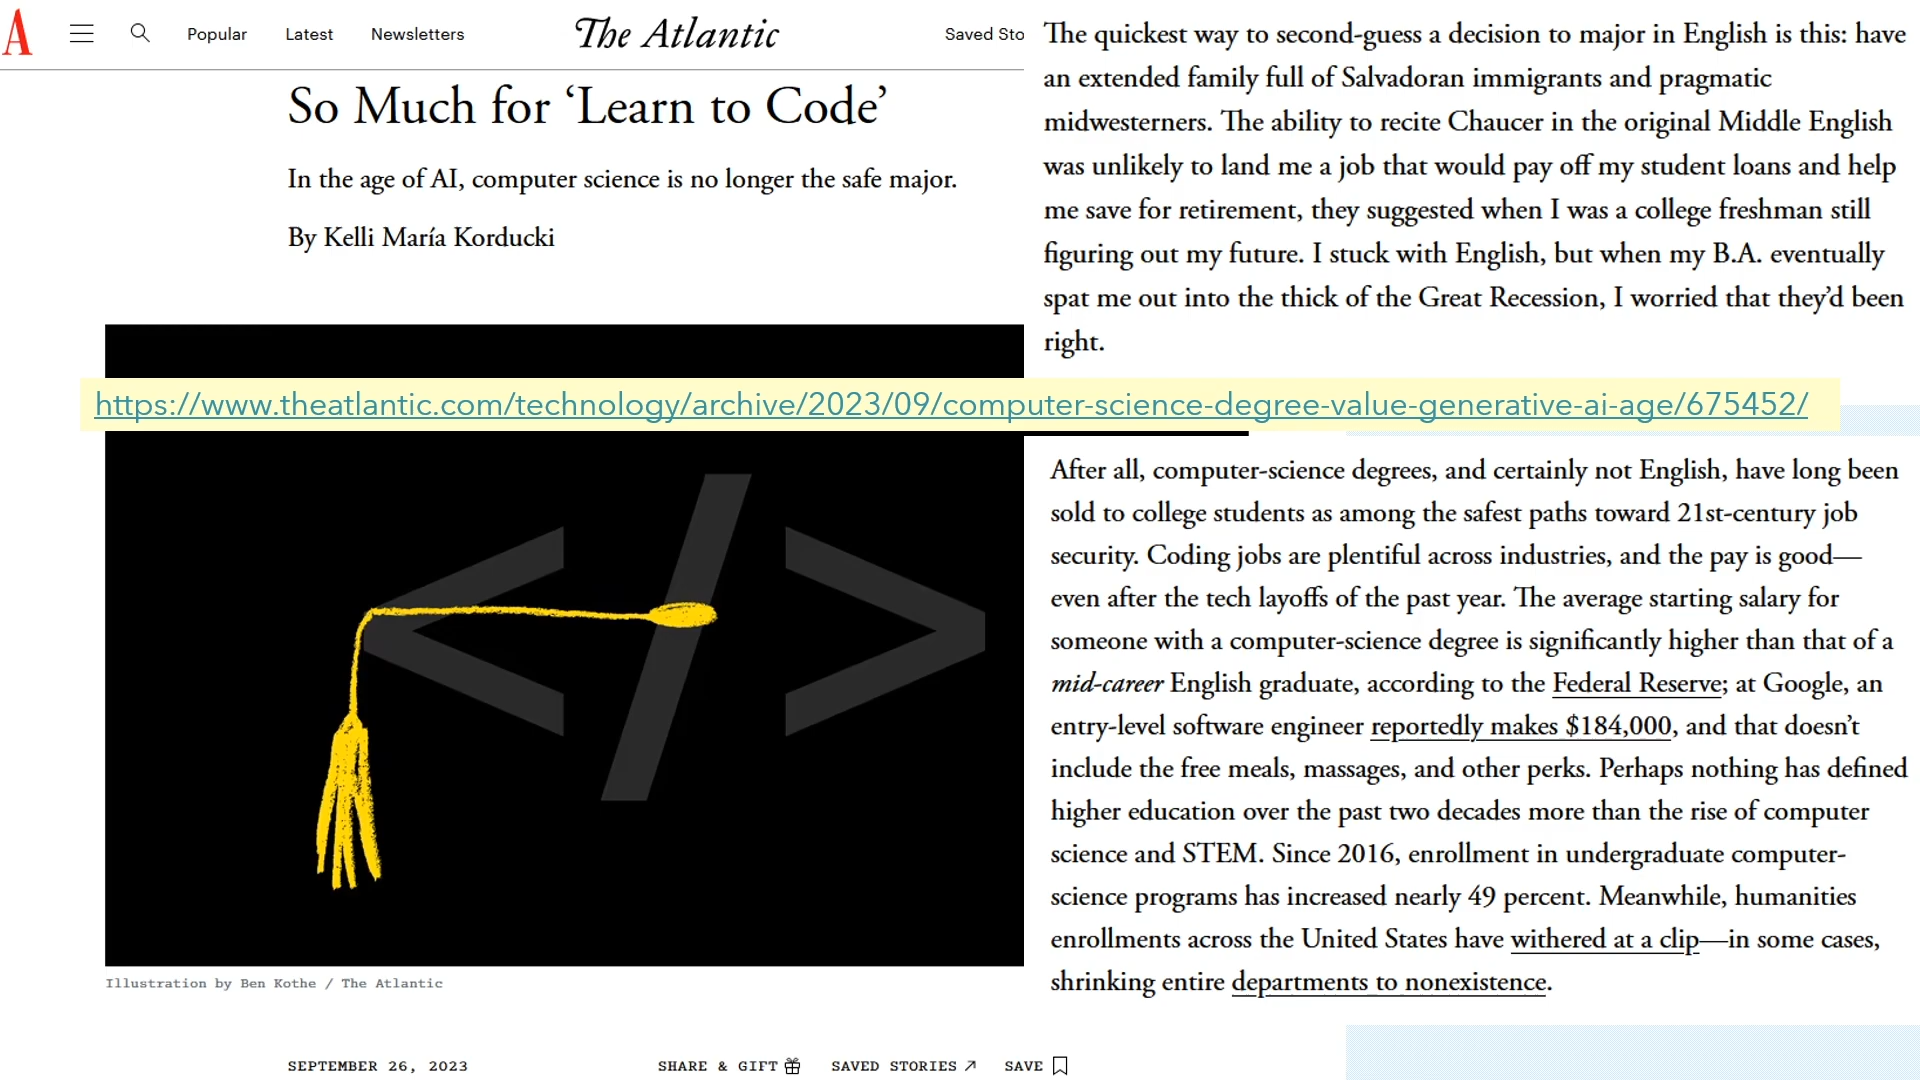 A
Popular
Latest
Newsletters
The Atlantic
Saved Sto
So Much for ‘Learn to Code’
In the age of AI, computer science is no longer the safe major.
By Kelli María Korducki
The quickest way to second-guess a decision to major in English is this: have
an extended family full of Salvadoran immigrants and pragmatic
midwesterners. The ability to recite Chaucer in the original Middle English
was unlikely to land me a job that would pay off my student loans and help
me save for retirement, they suggested when I was a college freshman still
figuring out my future. I stuck with English, but when my B.A. eventually
spat me out into the thick of the Great Recession, I worried that they’d been
right.
https://www.theatlantic.com/technology/archive/2023/09/computer-science-degree-value-generative-ai-age/675452/
</>
After all, computer-science degrees, and certainly not English, have long been
sold to college students as among the safest paths toward 21st-century job
security. Coding jobs are plentiful across industries, and the pay is good—
even after the tech layoffs of the past year. The average starting salary for
someone with a computer-science degree is significantly higher than that of a
mid-career English graduate, according to the Federal Reserve; at Google, an
entry-level software engineer reportedly makes $184,000, and that doesn’t
include the free meals, massages, and other perks. Perhaps nothing has defined
higher education over the past two decades more than the rise of computer
science and STEM. Since 2016, enrollment in undergraduate computer-
science programs has increased nearly 49 percent. Meanwhile, humanities
enrollments across the United States have withered at a clip—in some cases,
shrinking entire departments to nonexistence.
Illustration by Ben Kothe / The Atlantic
SEPTEMBER 26, 2023
SHARE & GIFT
SAVED STORIES
SAVE